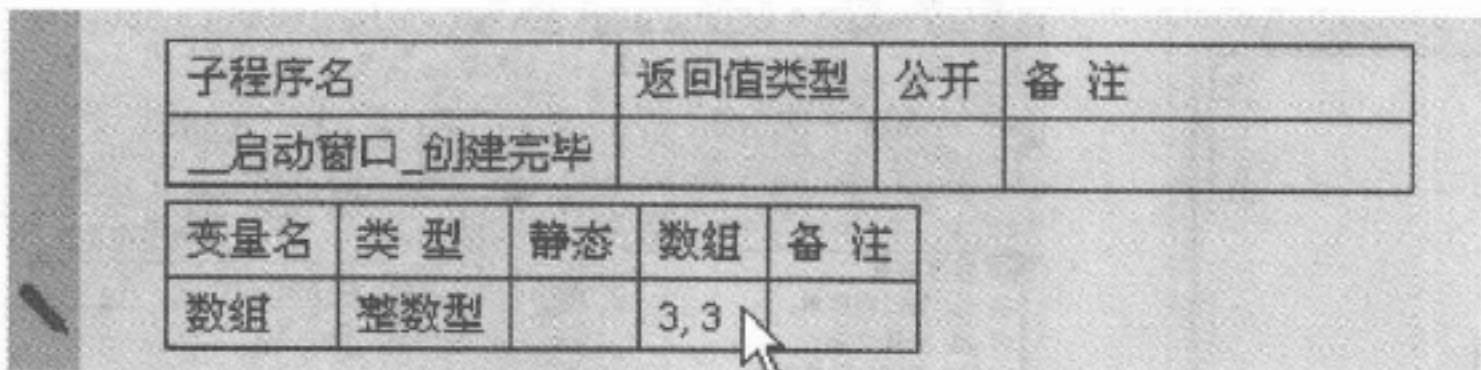 子程序名 返回值类型 公开 备 注
__启动窗口_创建完毕
变量名 类 型 静态 数组 备 注
数组 整数型 3, 3